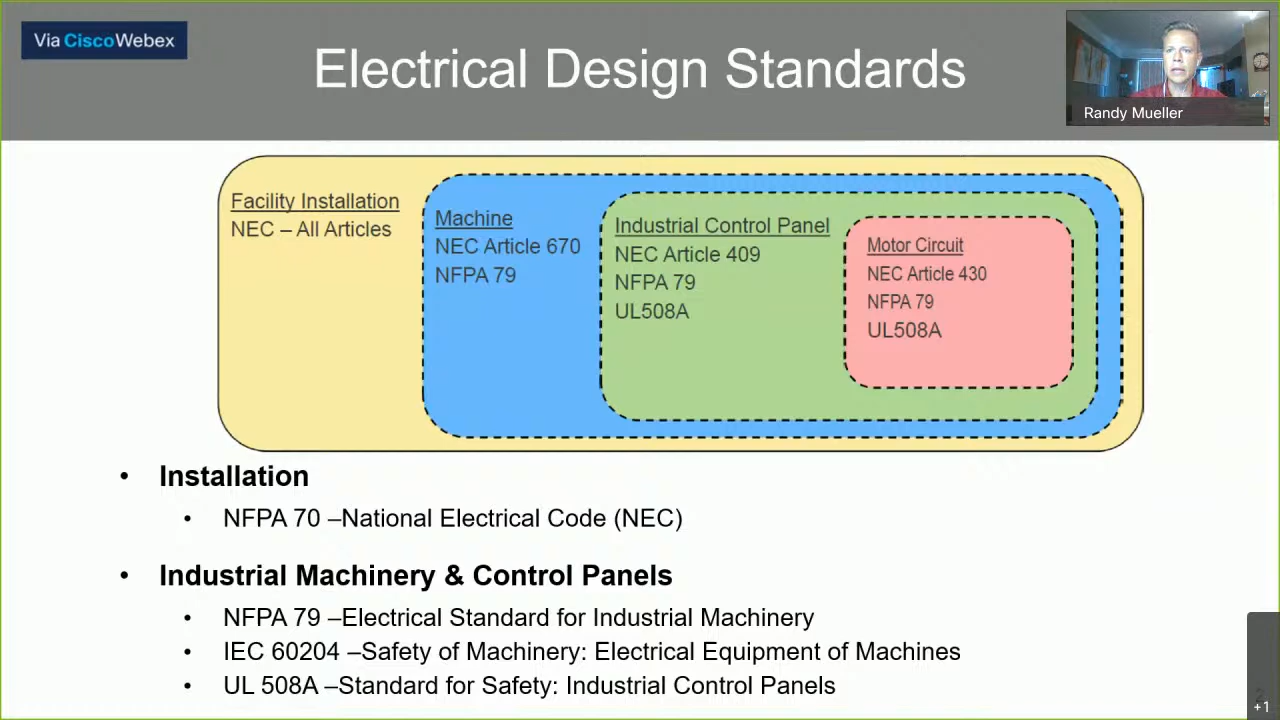 Via CiscoWebex
Electrical Design Standards
Randy Mueller
Facility Installation
NEC – All Articles
Machine
NEC Article 670
NFPA 79
Industrial Control Panel
NEC Article 409
NFPA 79
UL508A
Motor Circuit
NEC Article 430
NFPA 79
UL508A
• Installation
• NFPA 70 –National Electrical Code (NEC)
• Industrial Machinery & Control Panels
• NFPA 79 –Electrical Standard for Industrial Machinery
• IEC 60204 –Safety of Machinery: Electrical Equipment of Machines
• UL 508A –Standard for Safety: Industrial Control Panels
+1